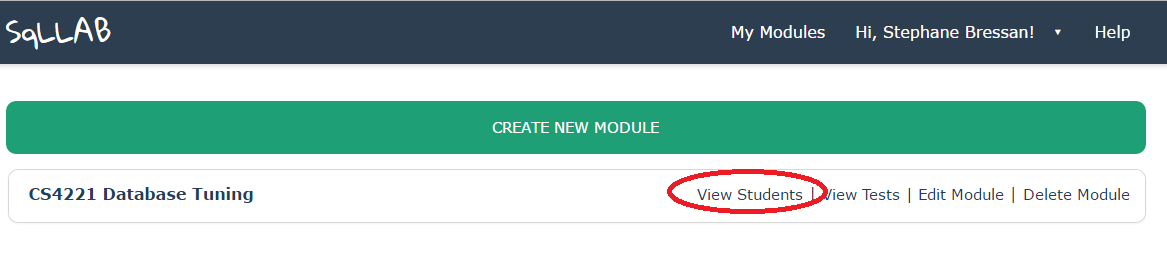 SqLLAB My Modules Hi, Stephane Bressan! ▾ Help
CREATE NEW MODULE
CS4221 Database Tuning View Students | View Tests | Edit Module | Delete Module